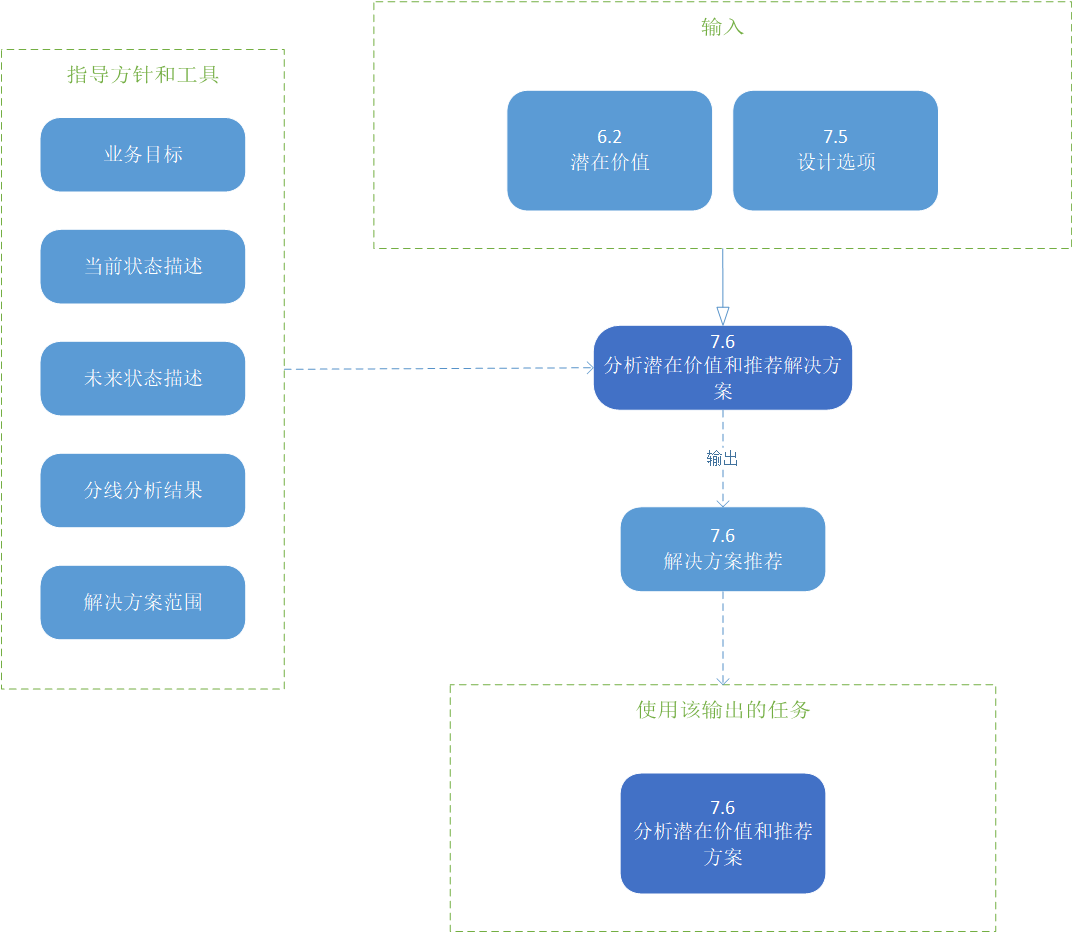 输入
指导方针和工具
6.2
潜在价值
7.5
设计选项
业务目标
当前状态描述
未来状态描述
分线分析结果
解决方案范围
7.6
分析潜在价值和推荐解决方
案
输出
7.6
解决方案推荐
使用该输出的任务
7.6
分析潜在价值和推荐
方案